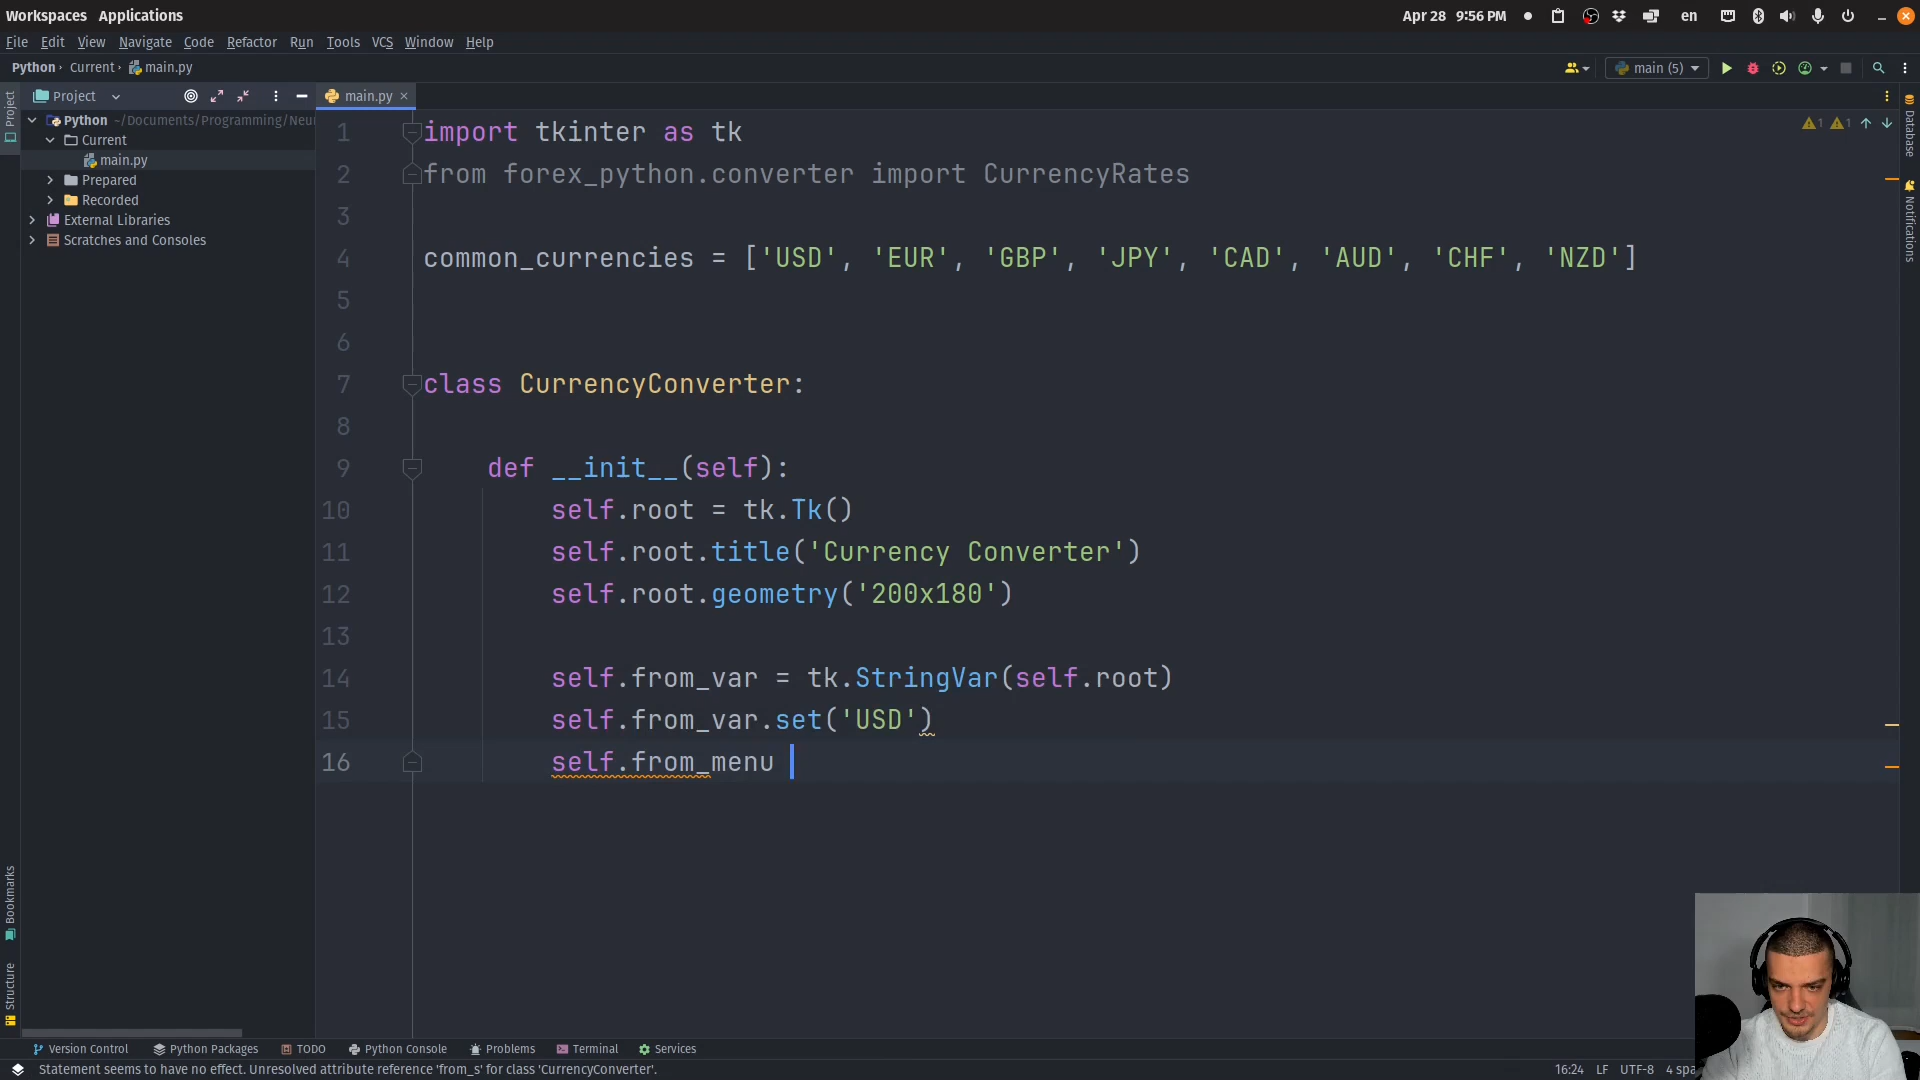 Workspaces Applications
Apr 28 9:56 PM
en
File Edit View Navigate Code Refactor Run Tools VCS Window Help
Python › Current › main.py
main (5)
Project
main.py ×
Python ~/Documents/Programming/Neu
Current
main.py
Prepared
Recorded
External Libraries
Scratches and Consoles
Project
Bookmarks
Structure
Database
Notifications
1 1
1 import tkinter as tk
2 from forex_python.converter import CurrencyRates
3
4 common_currencies = ['USD', 'EUR', 'GBP', 'JPY', 'CAD', 'AUD', 'CHF', 'NZD']
5
6
7 class CurrencyConverter:
8
9 def __init__(self):
10 self.root = tk.Tk()
11 self.root.title('Currency Converter')
12 self.root.geometry('200x180')
13
14 self.from_var = tk.StringVar(self.root)
15 self.from_var.set('USD')
16 self.from_menu
Version Control Python Packages TODO Python Console Problems Terminal Services
Statement seems to have no effect. Unresolved attribute reference 'from_s' for class 'CurrencyConverter'.
16:24 LF UTF-8 4 spa